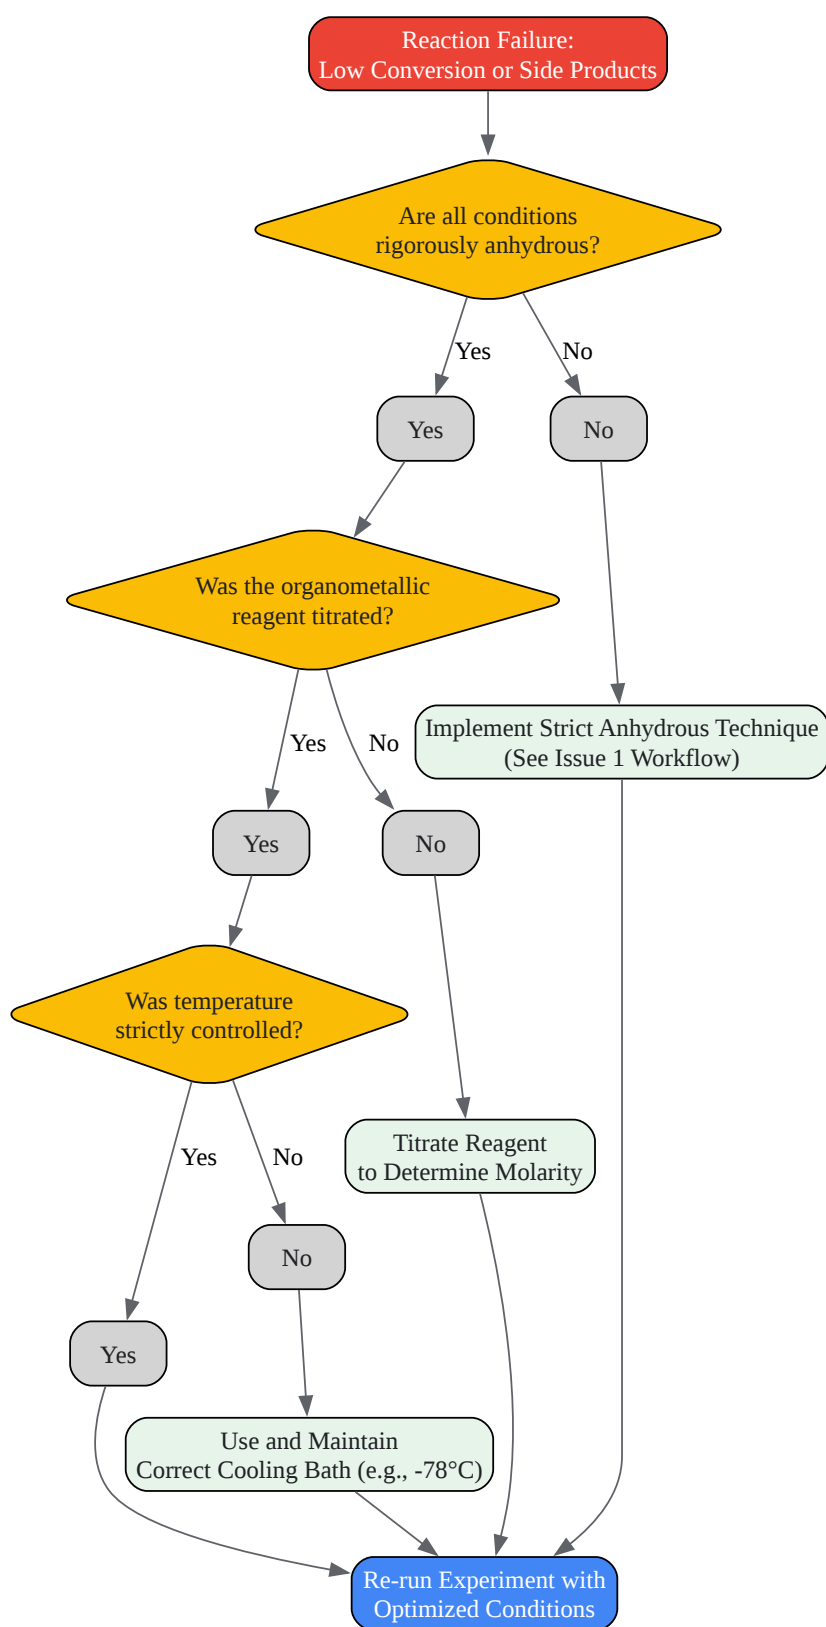 Reaction Failure:
Low Conversion or Side Products
Are all conditions
rigorously anhydrous?
Yes
No
Yes
No
Was the organometallic
reagent titrated?
Implement Strict Anhydrous Technique
(See Issue 1 Workflow)
Yes
No
Yes
No
Was temperature
strictly controlled?
Titrate Reagent
to Determine Molarity
Yes
No
No
Yes
Use and Maintain
Correct Cooling Bath (e.g., -78°C)
Re-run Experiment with
Optimized Conditions